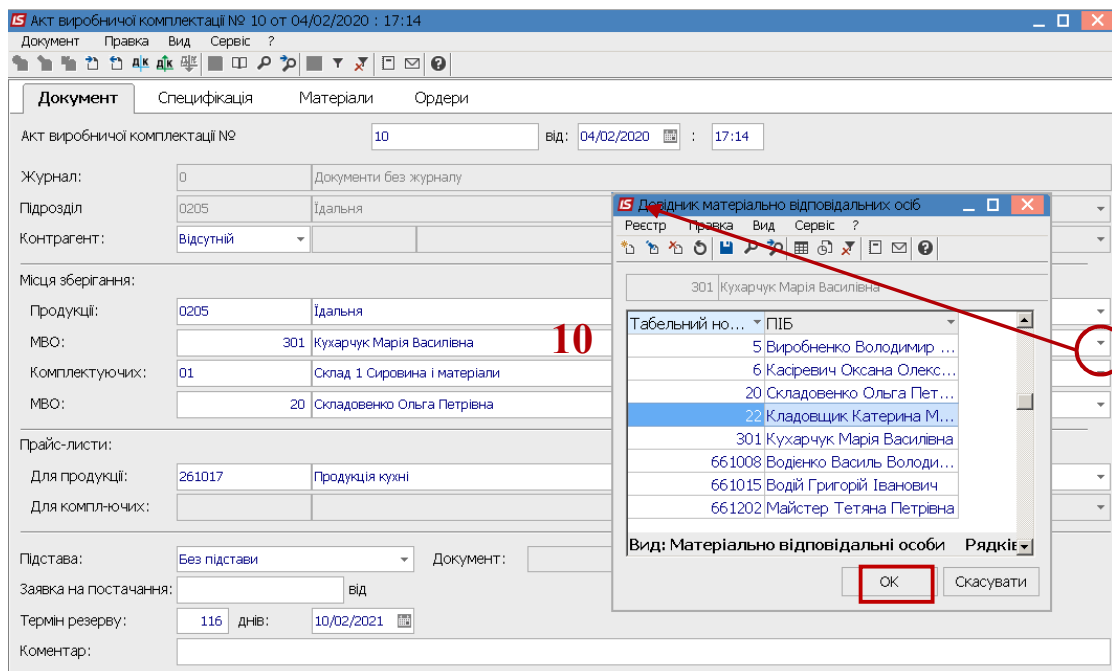 Акт виробничої комплектації № 10 от 04/02/2020 : 17:14
Документ Правка Вид Сервіс ?
Документ Специфікація Матеріали Ордери
Акт виробничої комплектації № 10 від: 04/02/2020 : 17:14
Журнал: 0 Документи без журналу
Підрозділ 0205 Їдальня
Контрагент: Відсутній
Місця зберігання:
Продукції: 0205 Їдальня
МВО: 301 Кухарчук Марія Василівна
Комплектуючих: 01 Склад 1 Сировина і матеріали
МВО: 20 Складовенко Ольга Петрівна
Прайс-листи:
Для продукції: 261017 Продукція кухні
Для компл-ючих:
Підстава: Без підстави Документ:
Заявка на постачання: від
Термін резерву: 116 днів: 10/02/2021
Коментар:
10
Довідник матеріально відповідальних осіб
Реєстр Правка Вид Сервіс ?
301 Кухарчук Марія Василівна
Табельний но... ПІБ
5 Виробненко Володимир ...
6 Касіревич Оксана Олекс...
20 Складовенко Ольга Пет...
22 Кладовщик Катерина М...
301 Кухарчук Марія Василівна
661008 Водієнко Василь Володи...
661015 Водій Григорій Іванович
661202 Майстер Тетяна Петрівна
Вид: Матеріально відповідальні особи Рядків
OK Скасувати